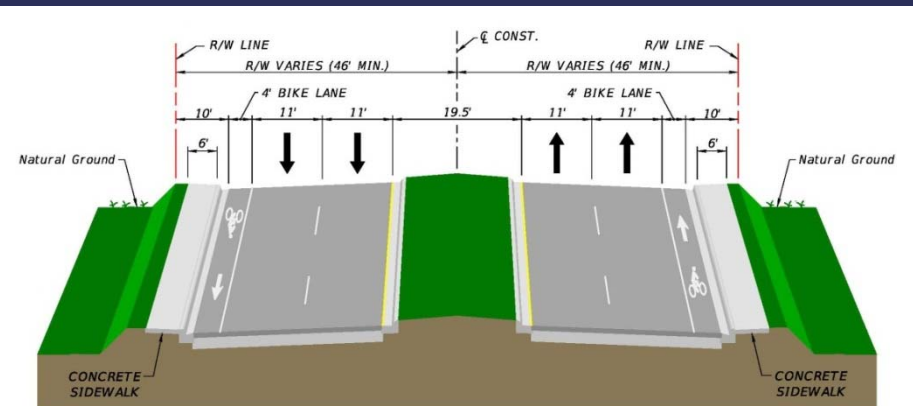 ℄ CONST.
R/W LINE
R/W LINE
R/W VARIES (46' MIN.)
R/W VARIES (46' MIN.)
4' BIKE LANE
4' BIKE LANE
10'
11'
11'
19.5'
11'
11'
10'
6'
6'
Natural Ground
Natural Ground
CONCRETE
SIDEWALK
CONCRETE
SIDEWALK